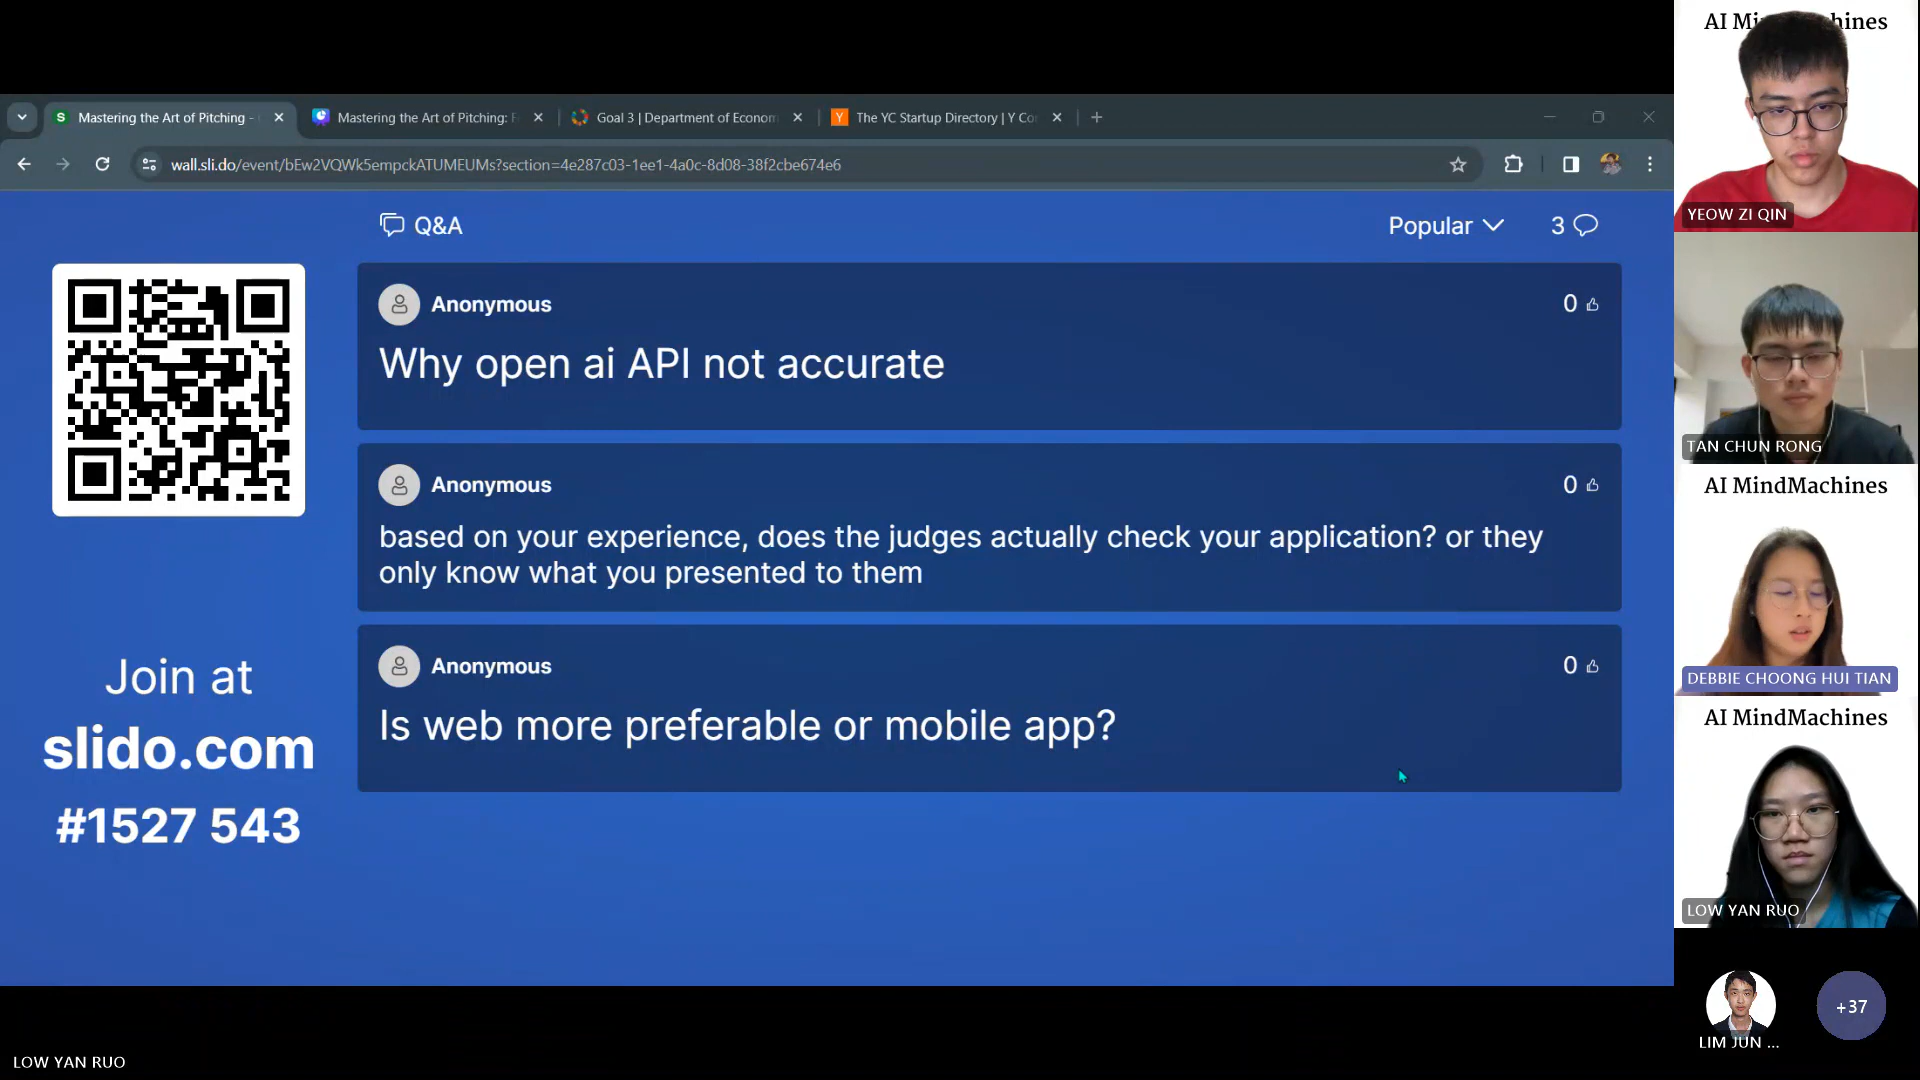 Mastering the Art of Pitching -
Mastering the Art of Pitching:
Goal 3 | Department of Econom
The YC Startup Directory | Y Co
wall.sli.do/event/bEw2VQWk5empckATUMEUMs?section=4e287c03-1ee1-4a0c-8d08-38f2cbe674e6
Q&A
Popular
3
Anonymous
0
Why open ai API not accurate
Anonymous
0
based on your experience, does the judges actually check your application? or they
only know what you presented to them
Anonymous
0
Is web more preferable or mobile app?
Join at
slido.com
#1527 543
YEOW ZI QIN
TAN CHUN RONG
AI MindMachines
DEBBIE CHOONG HUI TIAN
AI MindMachines
LOW YAN RUO
LIM JUN ...
+37
LOW YAN RUO